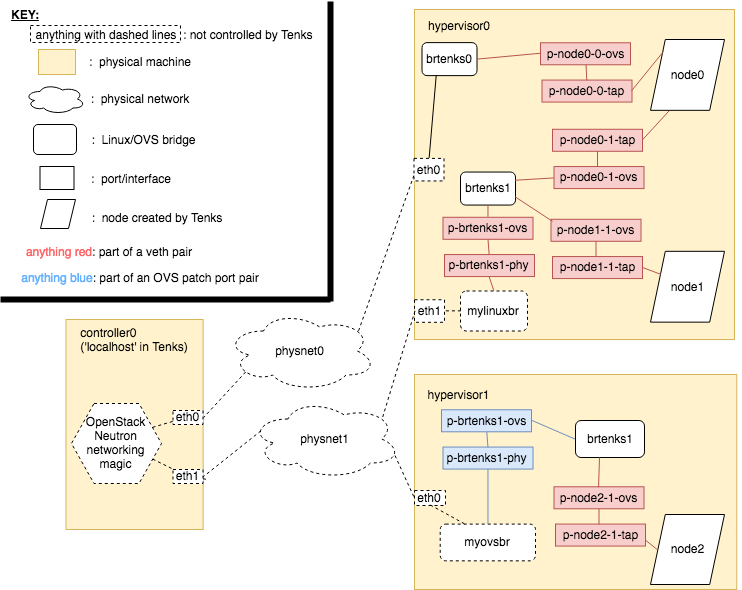 KEY:
anything with dashed lines : not controlled by Tenks
: physical machine
: physical network
: Linux/OVS bridge
: port/interface
: node created by Tenks
anything red: part of a veth pair
anything blue: part of an OVS patch port pair
hypervisor0
brtenks0
p-node0-0-ovs
p-node0-0-tap
node0
p-node0-1-tap
p-node0-1-ovs
eth0
brtenks1
p-brtenks1-ovs
p-node1-1-ovs
p-brtenks1-phy
p-node1-1-tap
node1
eth1
mylinuxbr
controller0
('localhost' in Tenks)
OpenStack
Neutron
networking
magic
eth0
eth1
physnet0
physnet1
hypervisor1
p-brtenks1-ovs
p-brtenks1-phy
brtenks1
eth0
p-node2-1-ovs
p-node2-1-tap
myovsbr
node2